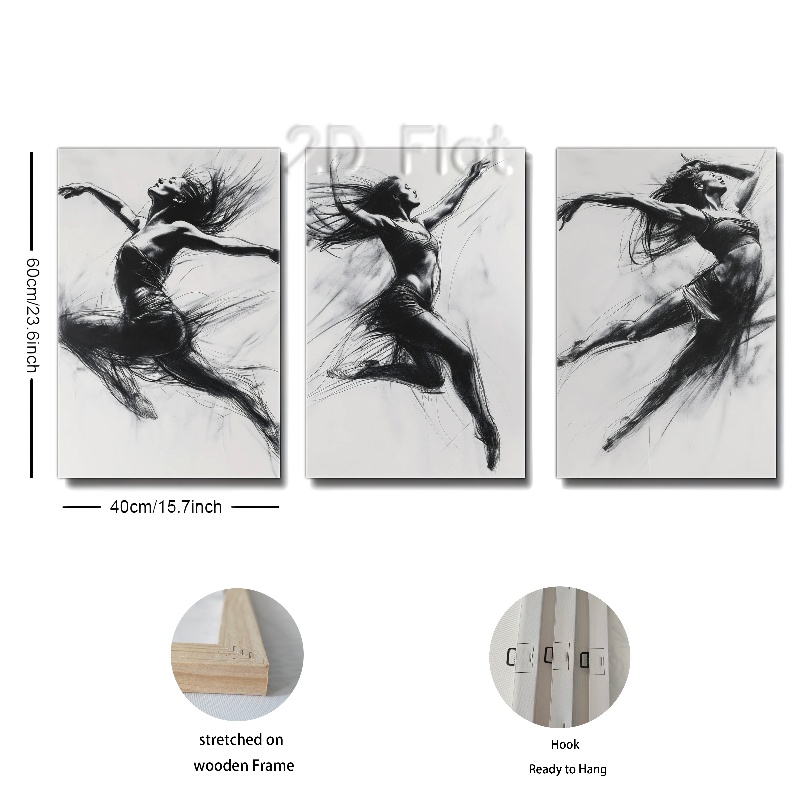 2D Flat
60cm/23.6inch
40cm/15.7inch
stretched on
wooden Frame
Hook
Ready to Hang